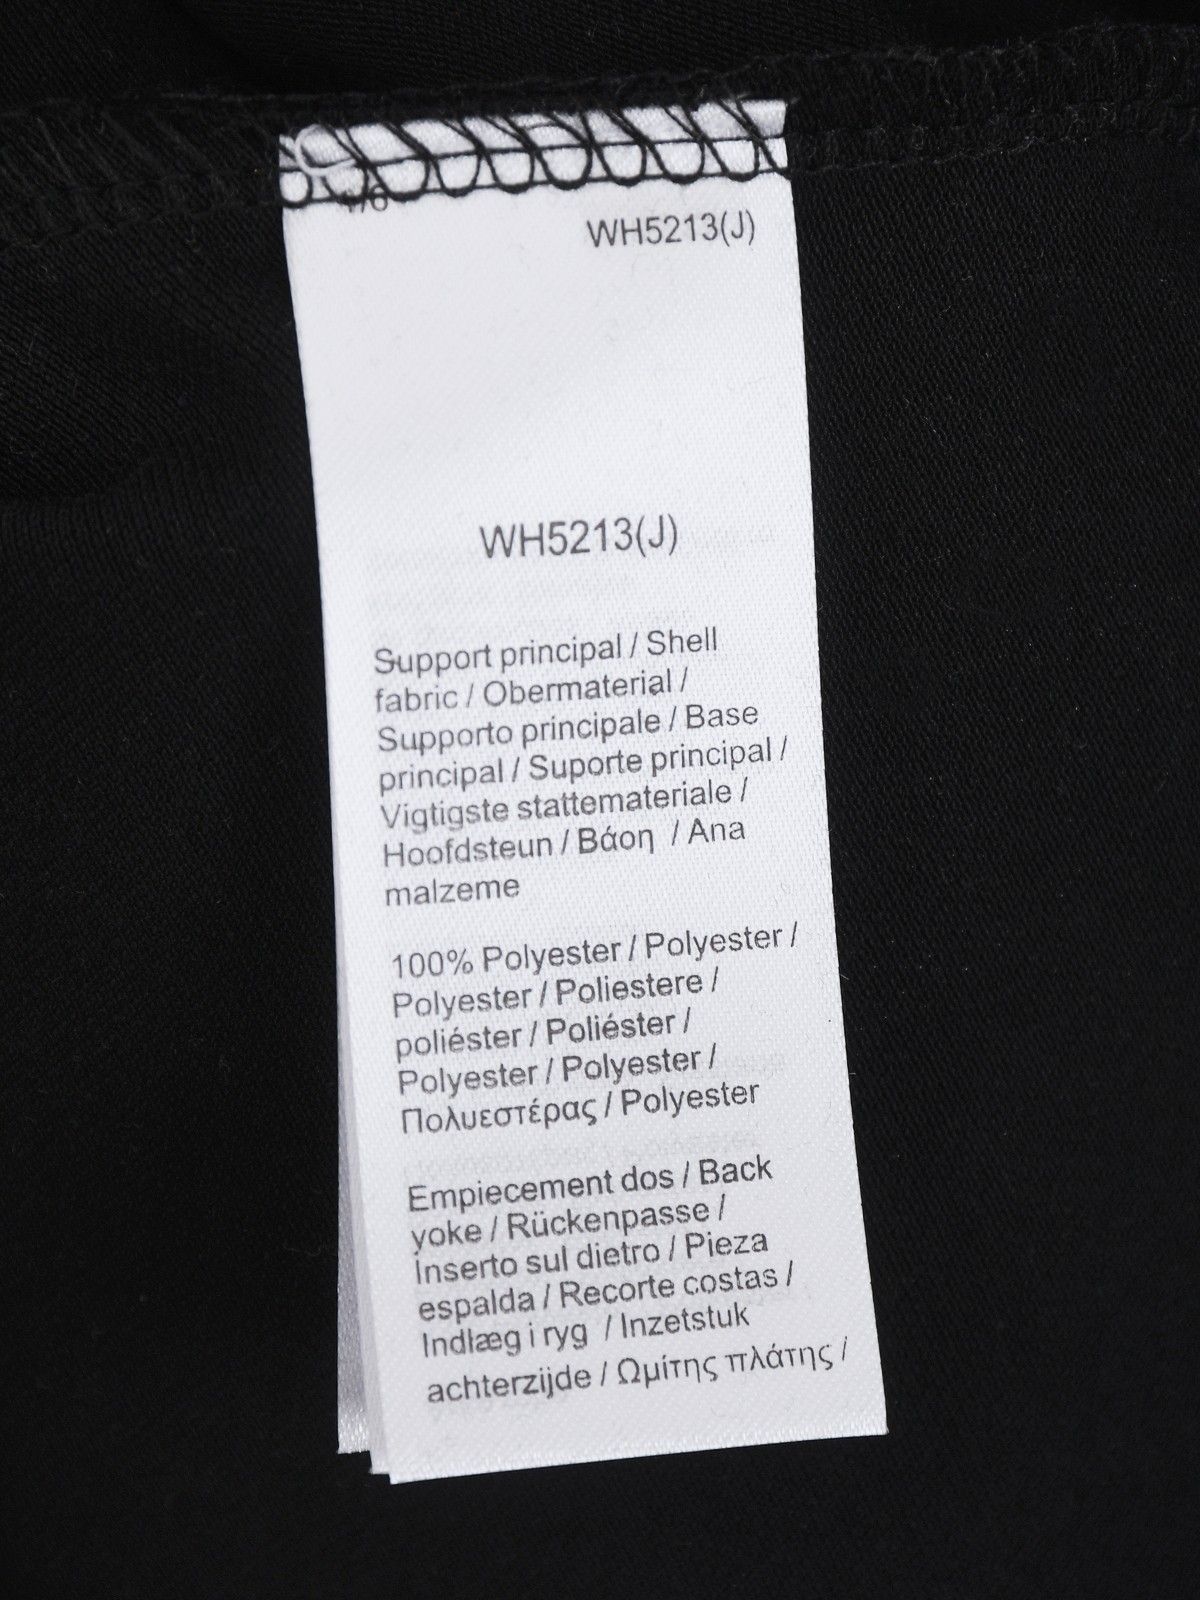 1/6
WH5213(J)
WH5213(J)
Support principal / Shell
fabric / Obermaterial /
Supporto principale / Base
principal / Suporte principal /
Vigtigste stattemateriale /
Hoofdsteun / Βάση / Ana
malzeme
100% Polyester / Polyester /
Polyester / Poliestere /
poliéster / Poliéster /
Polyester / Polyester /
Πολυεστέρας / Polyester
Empiecement dos / Back
yoke / Rückenpasse /
Inserto sul dietro / Pieza
espalda / Recorte costas /
Indlæg i ryg / Inzetstuk
achterzijde / Ωμίτης πλάτης /